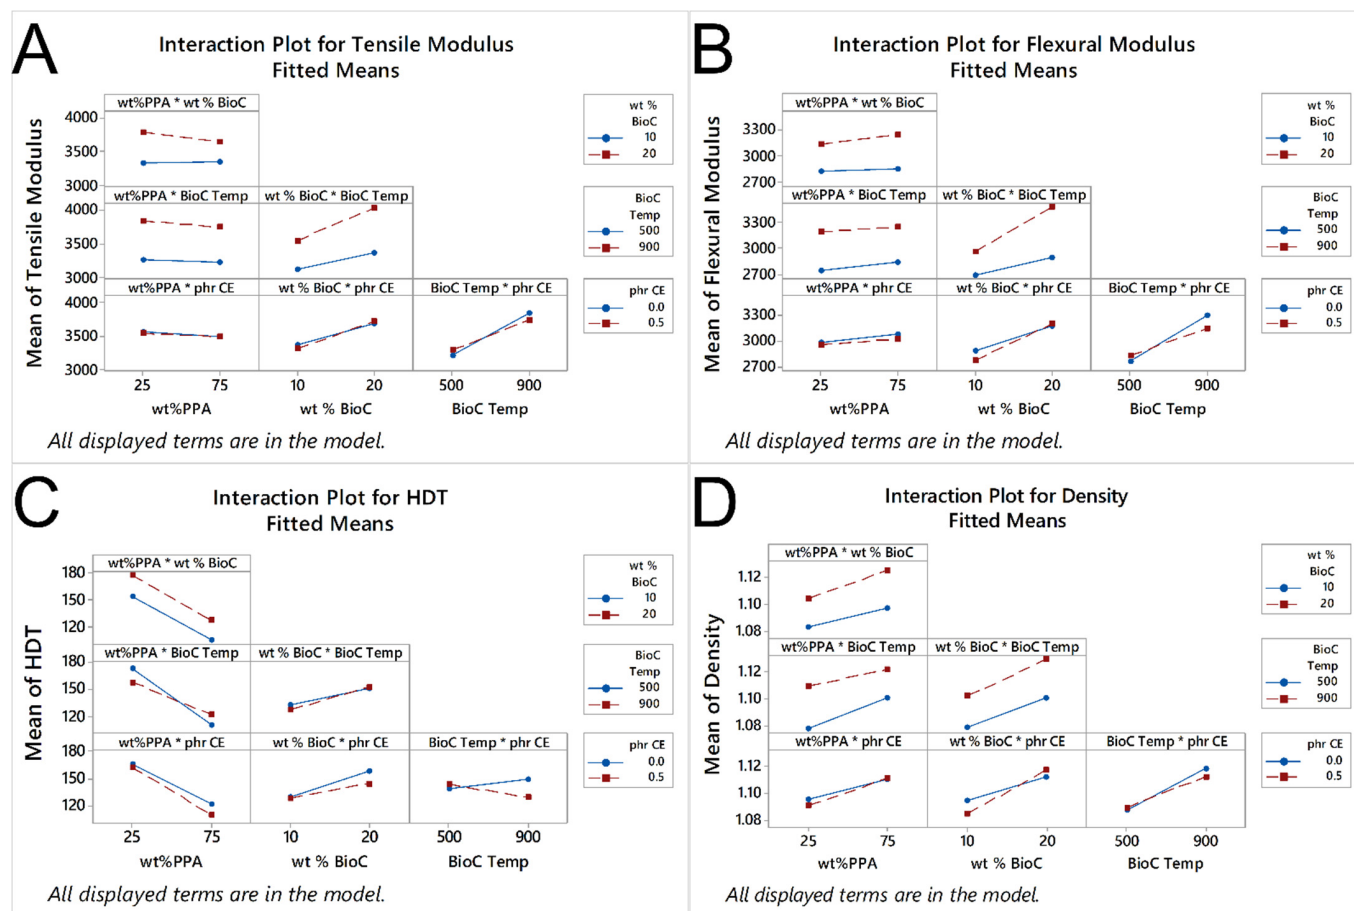 A
Interaction Plot for Tensile Modulus
Fitted Means
Mean of Tensile Modulus
wt%PPA * wt % BioC
4000
3500
3000
wt%PPA * BioC Temp
wt % BioC * BioC Temp
4000
3500
3000
wt%PPA * phr CE
wt % BioC * phr CE
BioC Temp * phr CE
4000
3500
3000
25
75
10
20
500
900
wt%PPA
wt % BioC
BioC Temp
wt %
BioC
10
20
BioC
Temp
500
900
phr CE
0.0
0.5
All displayed terms are in the model.
B
Interaction Plot for Flexural Modulus
Fitted Means
Mean of Flexural Modulus
wt%PPA * wt % BioC
3300
3000
2700
wt%PPA * BioC Temp
wt % BioC * BioC Temp
3300
3000
2700
wt%PPA * phr CE
wt % BioC * phr CE
BioC Temp * phr CE
3300
3000
2700
25
75
10
20
500
900
wt%PPA
wt % BioC
BioC Temp
wt %
BioC
10
20
BioC
Temp
500
900
phr CE
0.0
0.5
All displayed terms are in the model.
C
Interaction Plot for HDT
Fitted Means
Mean of HDT
wt%PPA * wt % BioC
180
150
120
wt%PPA * BioC Temp
wt % BioC * BioC Temp
180
150
120
wt%PPA * phr CE
wt % BioC * phr CE
BioC Temp * phr CE
180
150
120
25
75
10
20
500
900
wt%PPA
wt % BioC
BioC Temp
wt %
BioC
10
20
BioC
Temp
500
900
phr CE
0.0
0.5
All displayed terms are in the model.
D
Interaction Plot for Density
Fitted Means
Mean of Density
wt%PPA * wt % BioC
1.12
1.10
1.08
wt%PPA * BioC Temp
wt % BioC * BioC Temp
1.12
1.10
1.08
wt%PPA * phr CE
wt % BioC * phr CE
BioC Temp * phr CE
1.12
1.10
1.08
25
75
10
20
500
900
wt%PPA
wt % BioC
BioC Temp
wt %
BioC
10
20
BioC
Temp
500
900
phr CE
0.0
0.5
All displayed terms are in the model.